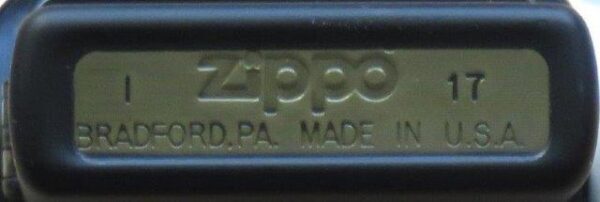 I zippo 17
BRADFORD, PA. MADE IN U.S.A.